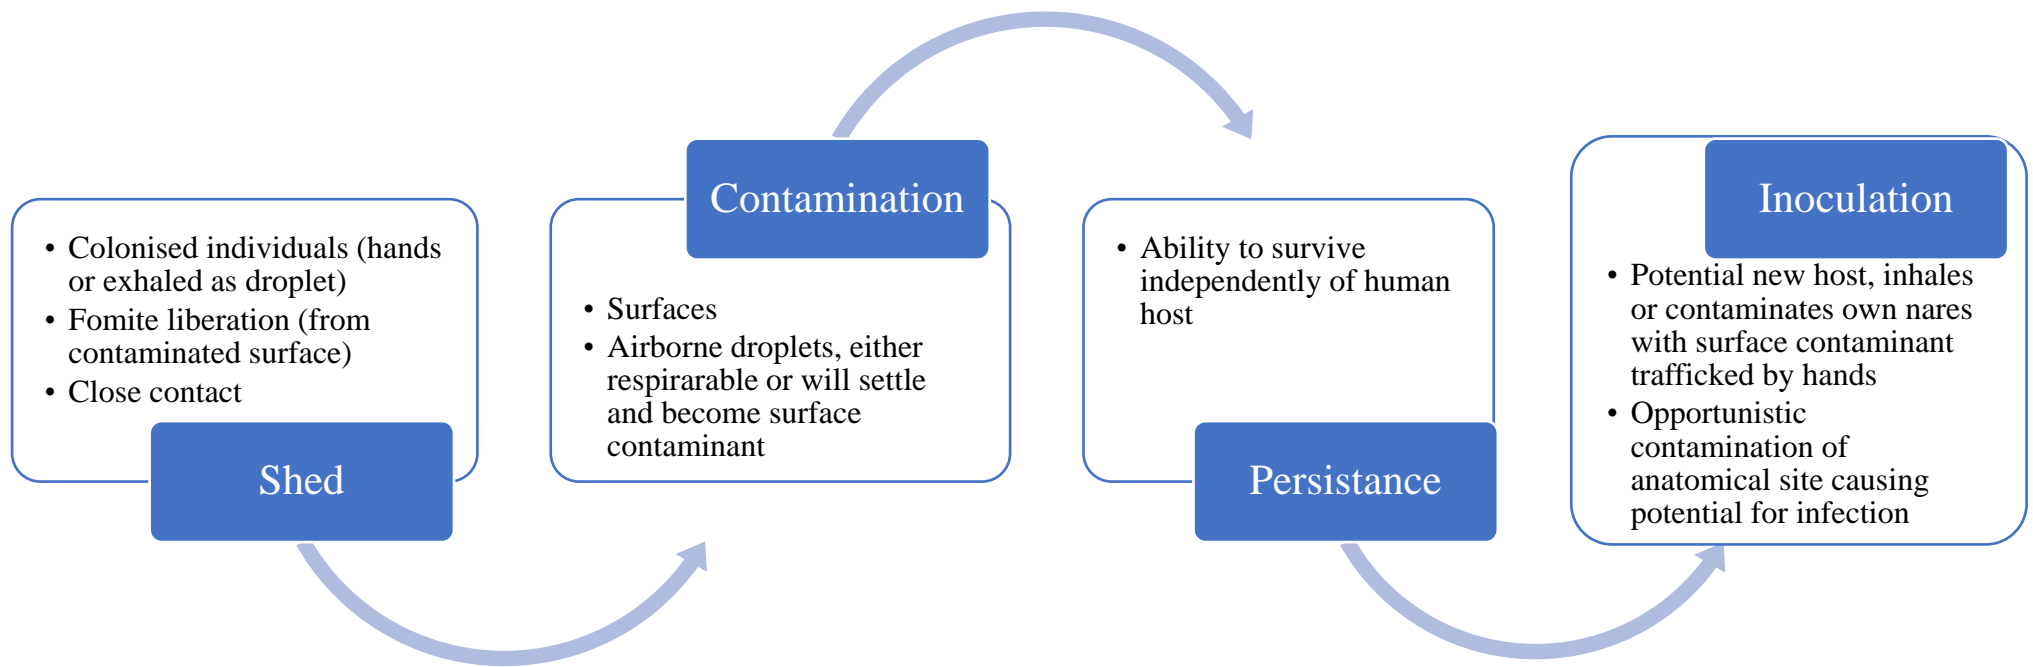 • Colonised individuals (hands
or exhaled as droplet)
• Fomite liberation (from
contaminated surface)
• Close contact
Shed
Contamination
• Surfaces
• Airborne droplets, either
respirarable or will settle
and become surface
contaminant
• Ability to survive
independently of human
host
Persistance
Inoculation
• Potential new host, inhales
or contaminates own nares
with surface contaminant
trafficked by hands
• Opportunistic
contamination of
anatomical site causing
potential for infection